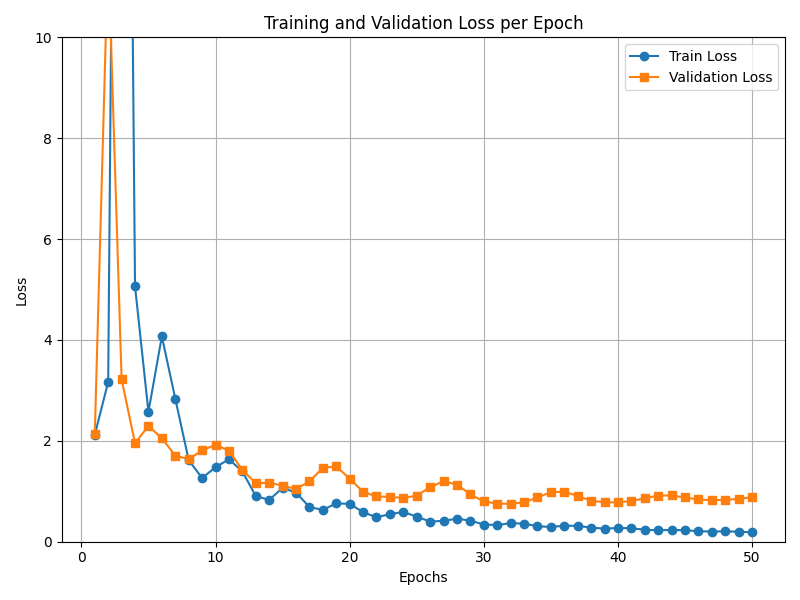 Training and Validation Loss per Epoch
Train Loss
Validation Loss
10
8
6
4
2
0
Loss
0 10 20 30 40 50
Epochs